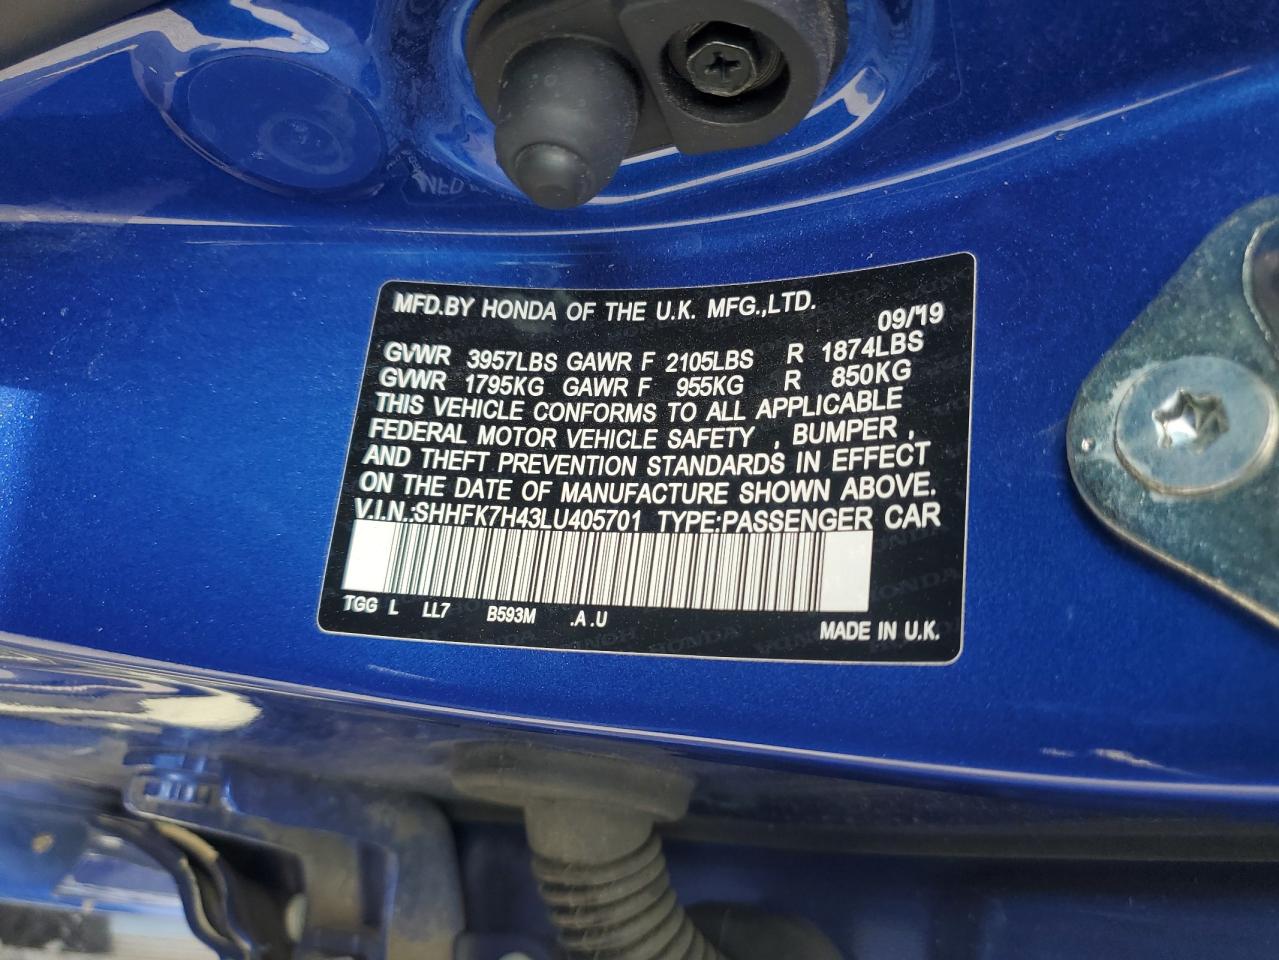 MFD.BY HONDA OF THE U.K. MFG.,LTD.
09/19
GVWR 3957LBS GAWR F 2105LBS R 1874LBS
GVWR 1795KG GAWR F 955KG R 850KG
THIS VEHICLE CONFORMS TO ALL APPLICABLE
FEDERAL MOTOR VEHICLE SAFETY , BUMPER ,
AND THEFT PREVENTION STANDARDS IN EFFECT
ON THE DATE OF MANUFACTURE SHOWN ABOVE.
V.I.N.:SHHFK7H43LU405701 TYPE:PASSENGER CAR
TGG L LL7 B593M .A .U
MADE IN U.K.